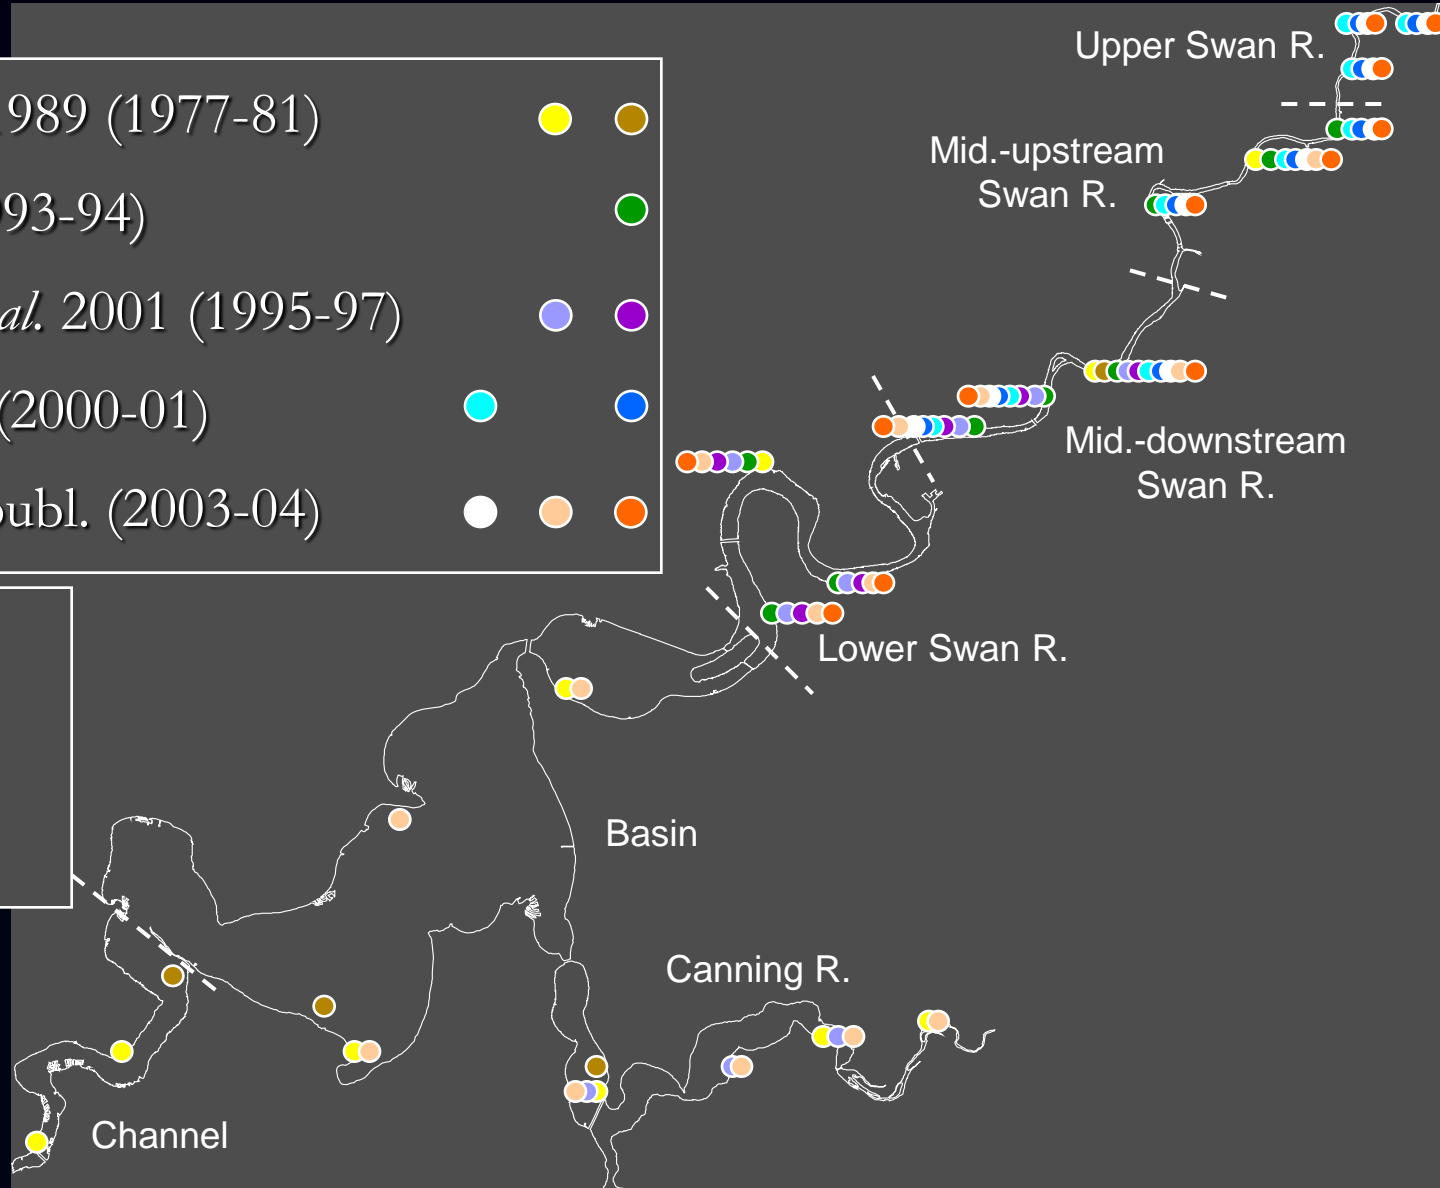 Upper Swan R.
989 (1977-81)
Mid.-upstream
Swan R.
93-94)
al. 2001 (1995-97)
(2000-01)
Mid.-downstream
Swan R.
publ. (2003-04)
Lower Swan R.
Basin
Canning R.
Channel